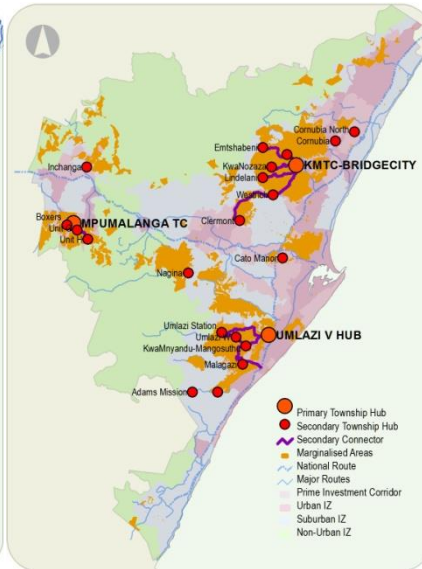 Cornubia North
Cornubia
Emtshabeni
KwaNozaza
KMTC-BRIDGECITY
Lindelani
Inchanga
Clermont
Boxers
MPUMALANGA TC
Unit H
Cato Manor
Nagina
Umlazi Station
UMLAZI V HUB
Umlazi W
KwaMnyandu-Mangosuthu
Malagazi
Adams Mission
Primary Township Hub
Secondary Township Hub
Secondary Connector
Marginalised Areas
National Route
Major Routes
Prime Investment Corridor
Urban IZ
Suburban IZ
Non-Urban IZ